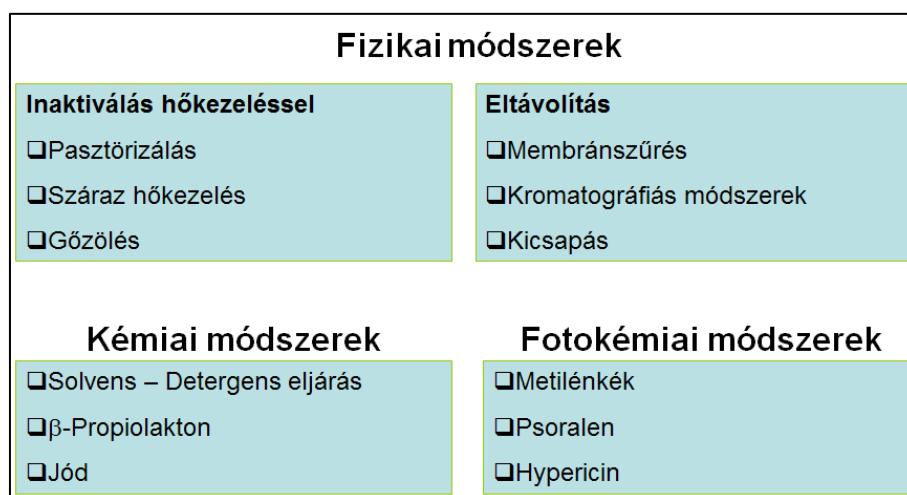 Fizikai módszerek
Inaktiválás hőkezeléssel
❑Pasztörizálás
❑Száraz hőkezelés
❑Gőzölés
Eltávolítás
❑Membránszűrés
❑Kromatográfiás módszerek
❑Kicsapás
Kémiai módszerek
❑Solvens – Detergens eljárás
❑β-Propiolakton
❑Jód
Fotokémiai módszerek
❑Metilénkék
❑Psoralen
❑Hypericin